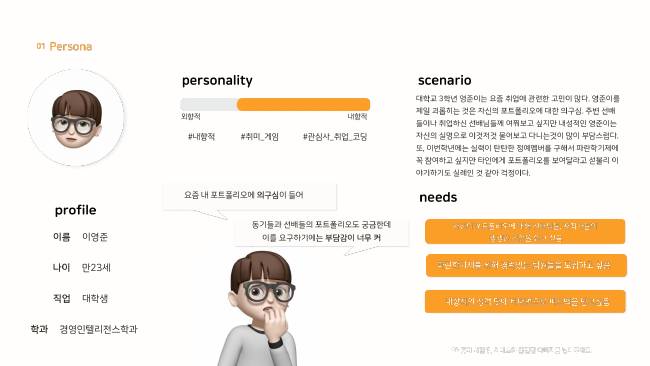 01 Persona
personality
외향적
내향적
#내향적
#취미_게임
#관심사_취업_코딩
요즘 내 포트폴리오에 의구심이 들어
동기들과 선배들의 포트폴리오도 궁금한데
이를 요구하기에는 부담감이 너무 커
profile
이름 이영준
나이 만23세
직업 대학생
학과 경영인텔리전스학과
scenario
대학교 3학년 영준이는 요즘 취업에 관련한 고민이 많다. 영준이를
제일 괴롭히는 것은 자신의 포트폴리오에 대한 의구심. 주변 선배
들이나 취업하신 선배님들께 여쭤보고 싶지만 내성적인 영준이는
자신의 실명으로 이것저것 물어보고 다니는것이 많이 부담스럽다.
또, 이번학년에는 실력이 탄탄한 정예멤버를 구해서 파란학기제에
꼭 참여하고 싶지만 타인에게 포트폴리오를 보여달라고 섣불리 이
야기하기도 실례인 것 같아 걱정이다.
needs